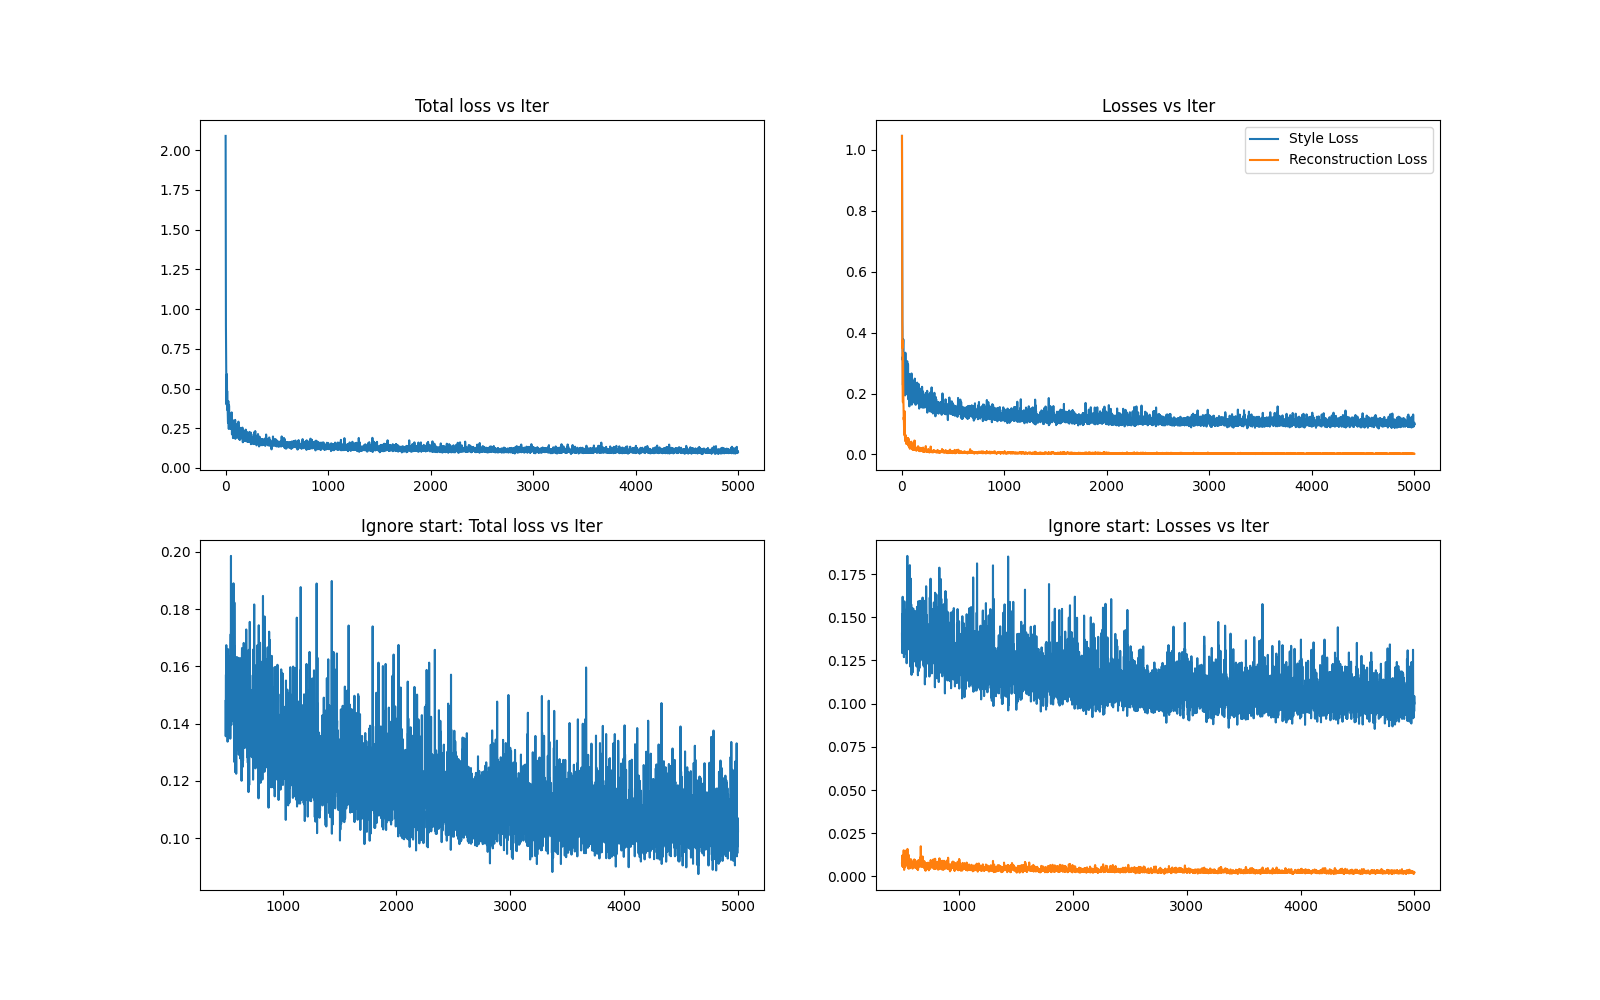 Total loss vs Iter
2.00
1.75
1.50
1.25
1.00
0.75
0.50
0.25
0.00
0 1000 2000 3000 4000 5000
Losses vs Iter
Style Loss
Reconstruction Loss
1.0
0.8
0.6
0.4
0.2
0.0
0 1000 2000 3000 4000 5000
Ignore start: Total loss vs Iter
0.20
0.18
0.16
0.14
0.12
0.10
1000 2000 3000 4000 5000
Ignore start: Losses vs Iter
0.175
0.150
0.125
0.100
0.075
0.050
0.025
0.000
1000 2000 3000 4000 5000